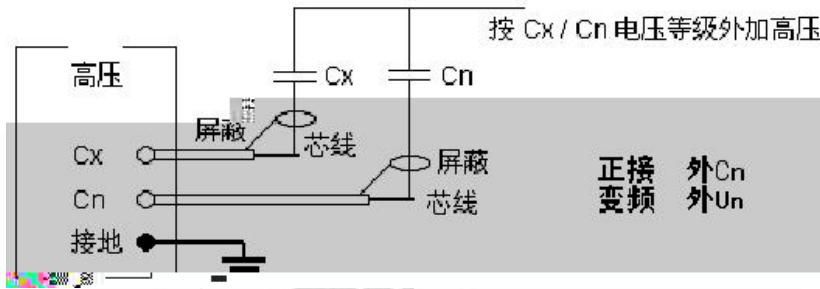 按 Cx / Cn 电压等级外加高压
高压
Cx
Cn
屏蔽
芯线
Cx
屏蔽
正接 外Cn
Cn
芯线
变频 外Un
接地